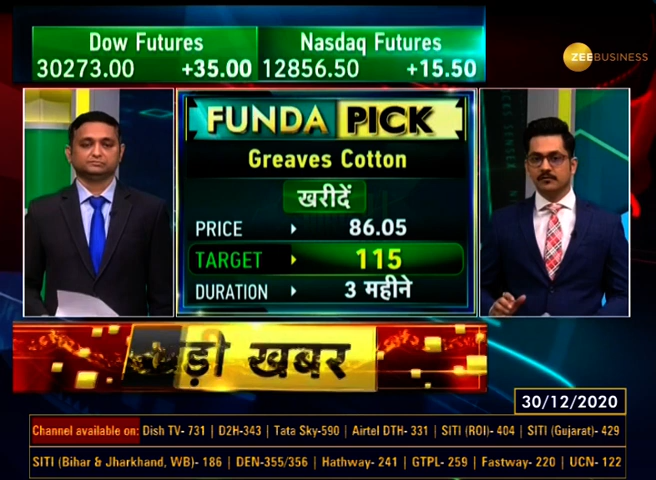 Dow Futures
30273.00 +35.00
Nasdaq Futures
12856.50 +15.50
ZEEBUSINESS
FUNDA PICK
Greaves Cotton
खरीदें
PRICE 86.05
TARGET 115
DURATION 3 महीने
ड़ी खबर
30/12/2020
Channel available on: Dish TV- 731 | D2H-343 | Tata Sky-590 | Airtel DTH- 331 | SITI (ROI)- 404 | SITI (Gujarat)- 429
SITI (Bihar & Jharkhand, WB)- 186 | DEN-355/356 | Hathway- 241 | GTPL- 259 | Fastway- 220 | UCN- 122